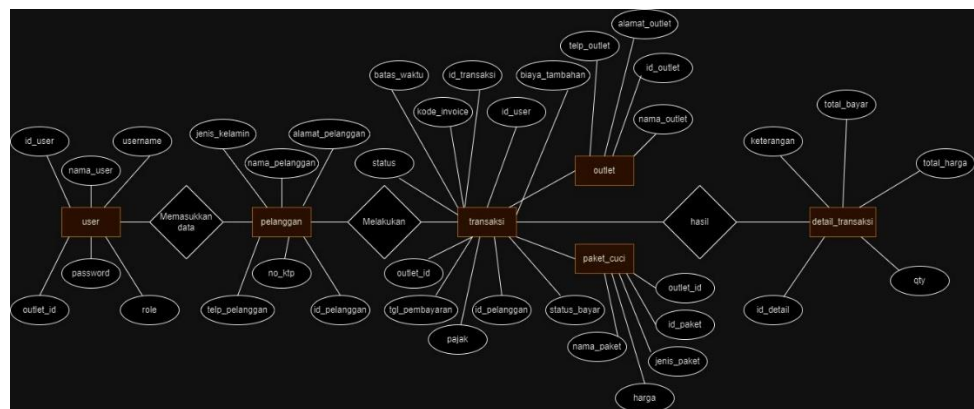 alamat_outlet
telp_outlet
batas_waktu
id_transaksi
biaya_tambahan
id_outlet
kode_invoice
id_user
total_bayar
nama_outlet
id_user
username
jenis_kelamin
alamat_pelanggan
keterangan
nama_user
nama_pelanggan
status
total_harga
outlet
user
Memasukkan
data
pelanggan
Melakukan
transaksi
hasil
detail_transaksi
paket_cuci
password
no_ktp
outlet_id
outlet_id
qty
outlet_id
role
telp_pelanggan
id_pelanggan
tgl_pembayaran
id_pelanggan
status_bayar
id_detail
id_paket
pajak
nama_paket
jenis_paket
harga